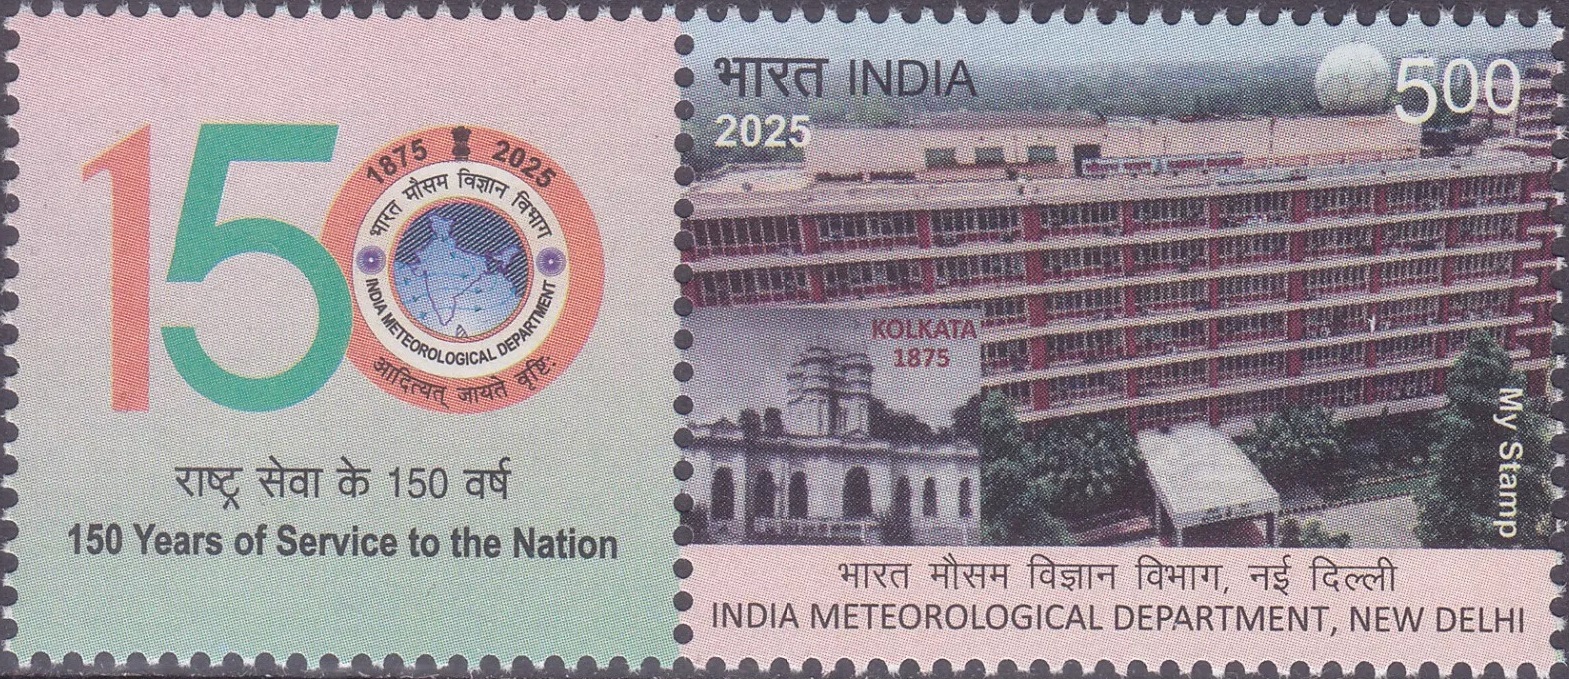 150
1875 2025
भारत मौसम विज्ञान विभाग
INDIA METEOROLOGICAL DEPARTMENT
आदित्यत् जायते वृष्टिः
राष्ट्र सेवा के 150 वर्ष
150 Years of Service to the Nation
भारत INDIA
2025
500
KOLKATA
1875
My Stamp
भारत मौसम विज्ञान विभाग, नई दिल्ली
INDIA METEOROLOGICAL DEPARTMENT, NEW DELHI